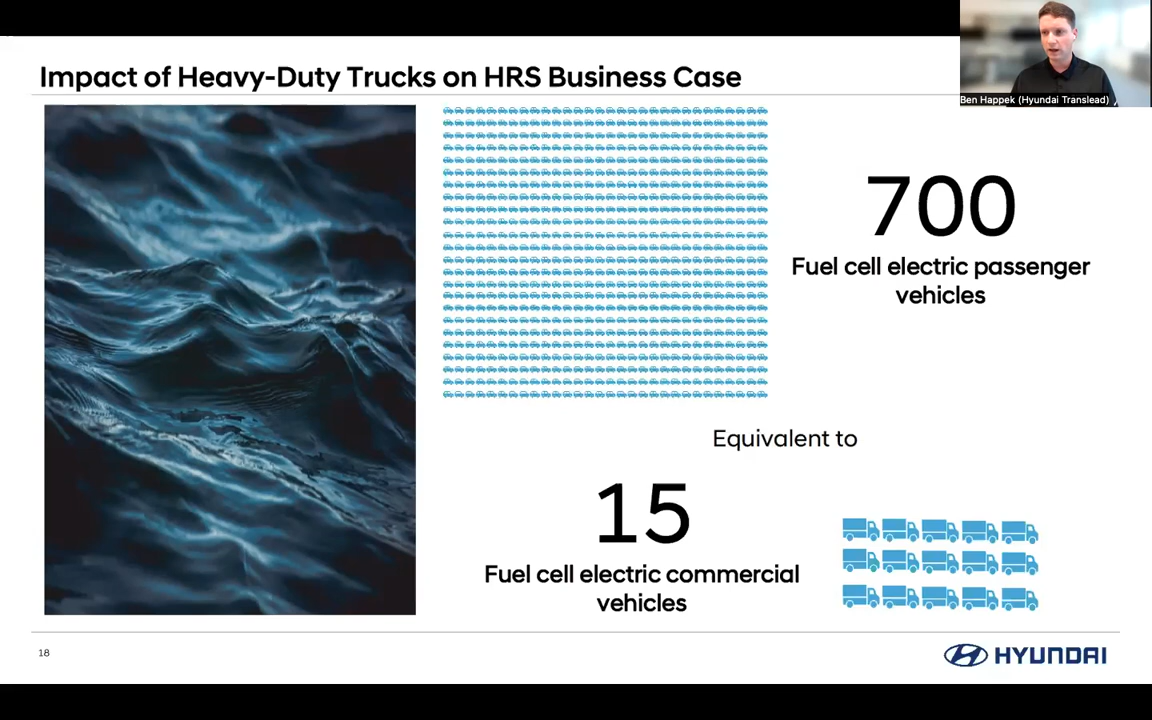 Impact of Heavy-Duty Trucks on HRS Business Case
Ben Happek (Hyundai Translead)
700
Fuel cell electric passenger
vehicles
Equivalent to
15
Fuel cell electric commercial
vehicles
18
HYUNDAI